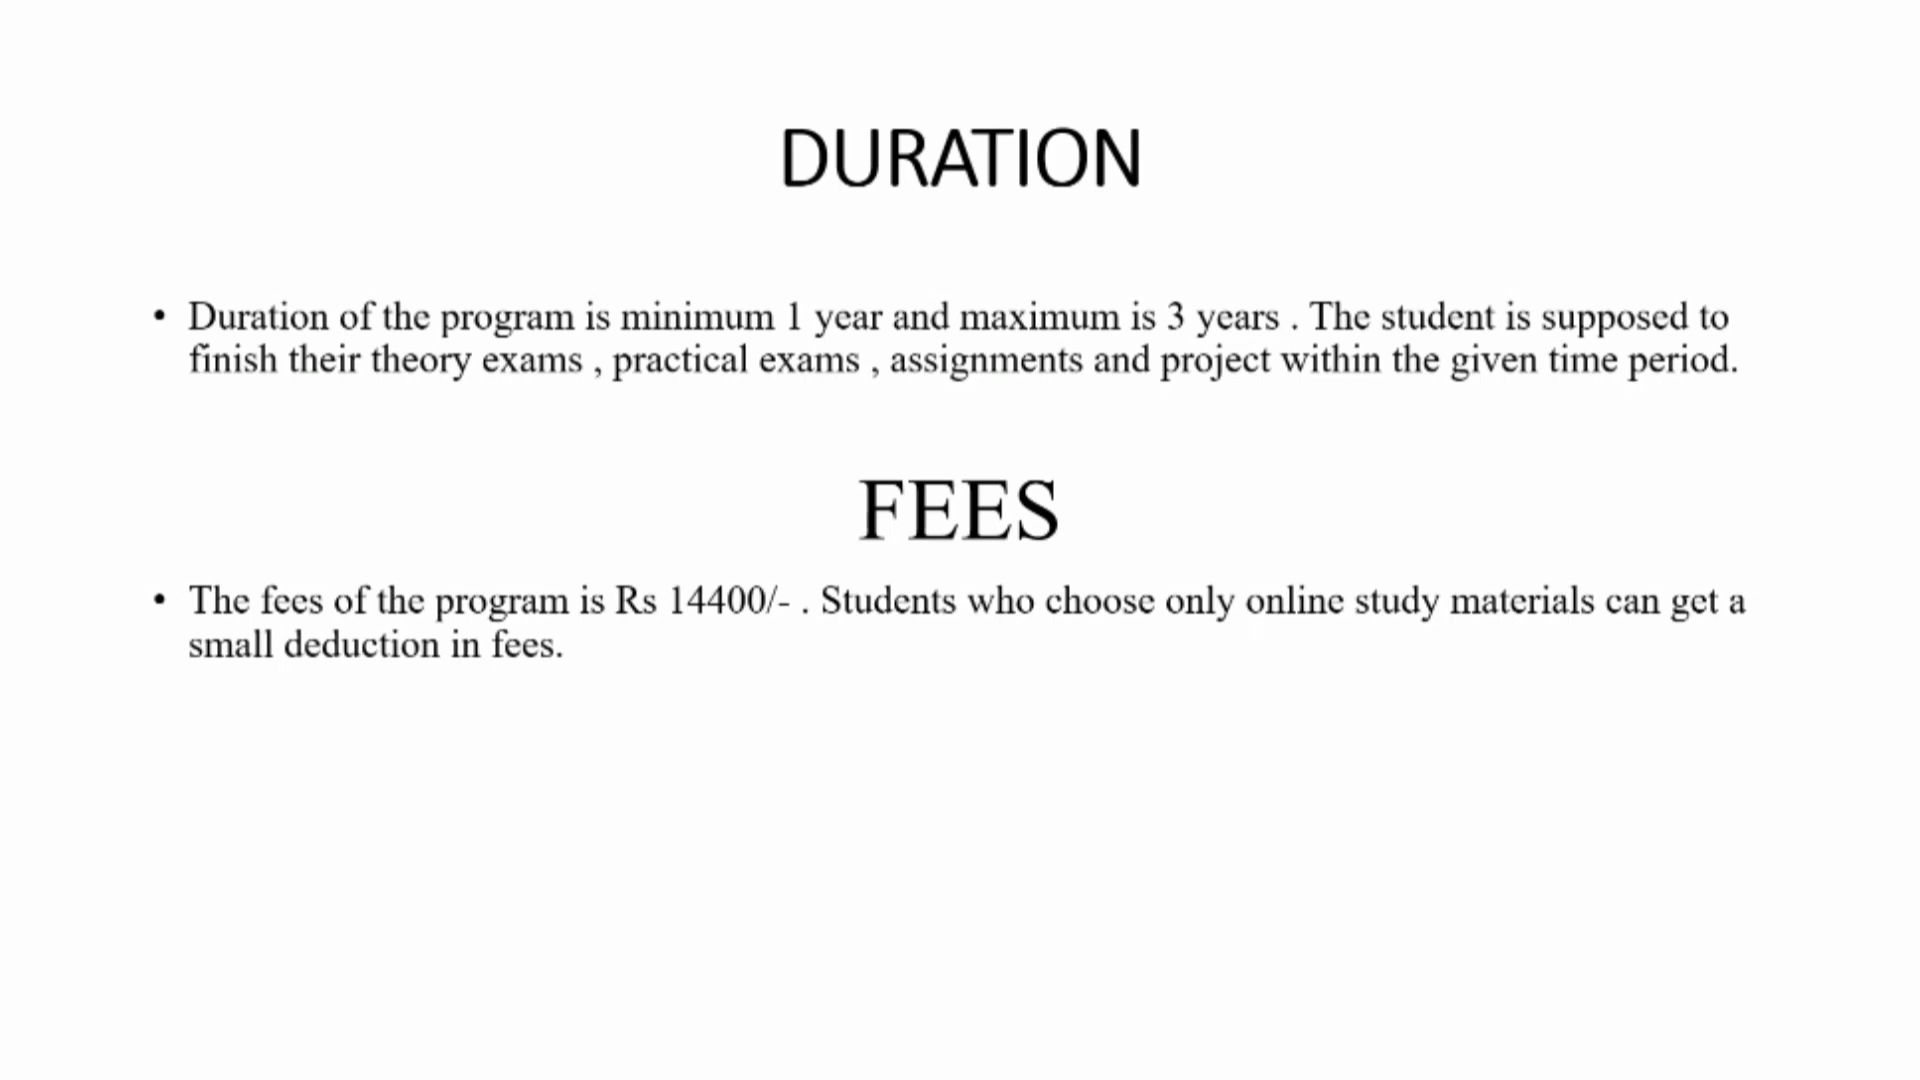 DURATION
• Duration of the program is minimum 1 year and maximum is 3 years . The student is supposed to
finish their theory exams , practical exams , assignments and project within the given time period.
FEES
• The fees of the program is Rs 14400/- . Students who choose only online study materials can get a
small deduction in fees.